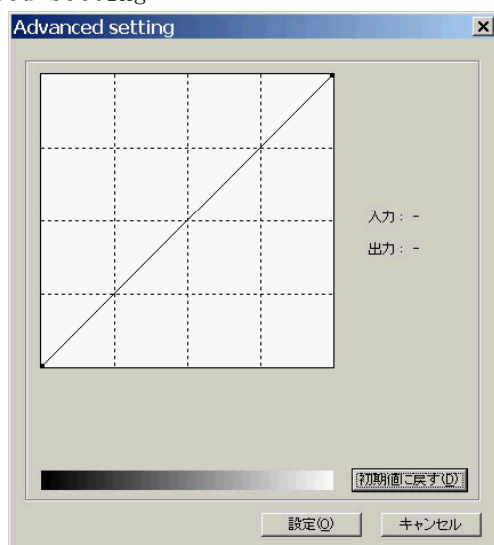 Advanced setting
入力： -
出力： -
初期値に戻す(D)
設定(O)
キャンセル